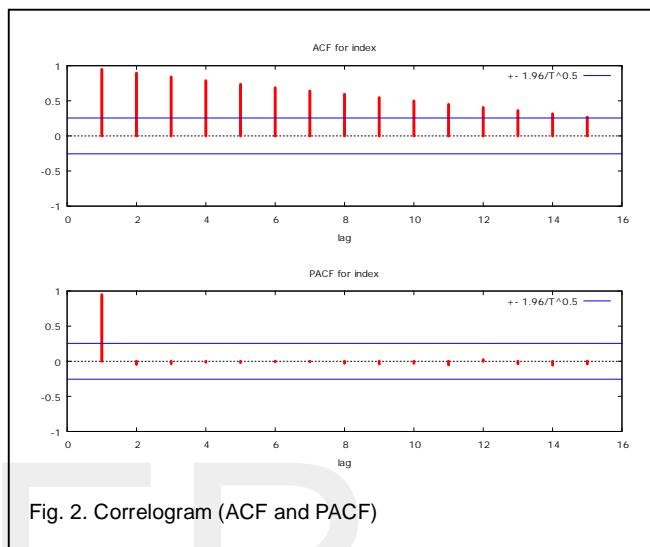 ACF for index
+- 1.96/T^0.5
1
0.5
0
-0.5
-1
0 2 4 6 8 10 12 14 16
lag
PACF for index
+- 1.96/T^0.5
1
0.5
0
-0.5
-1
0 2 4 6 8 10 12 14 16
lag
Fig. 2. Correlogram (ACF and PACF)